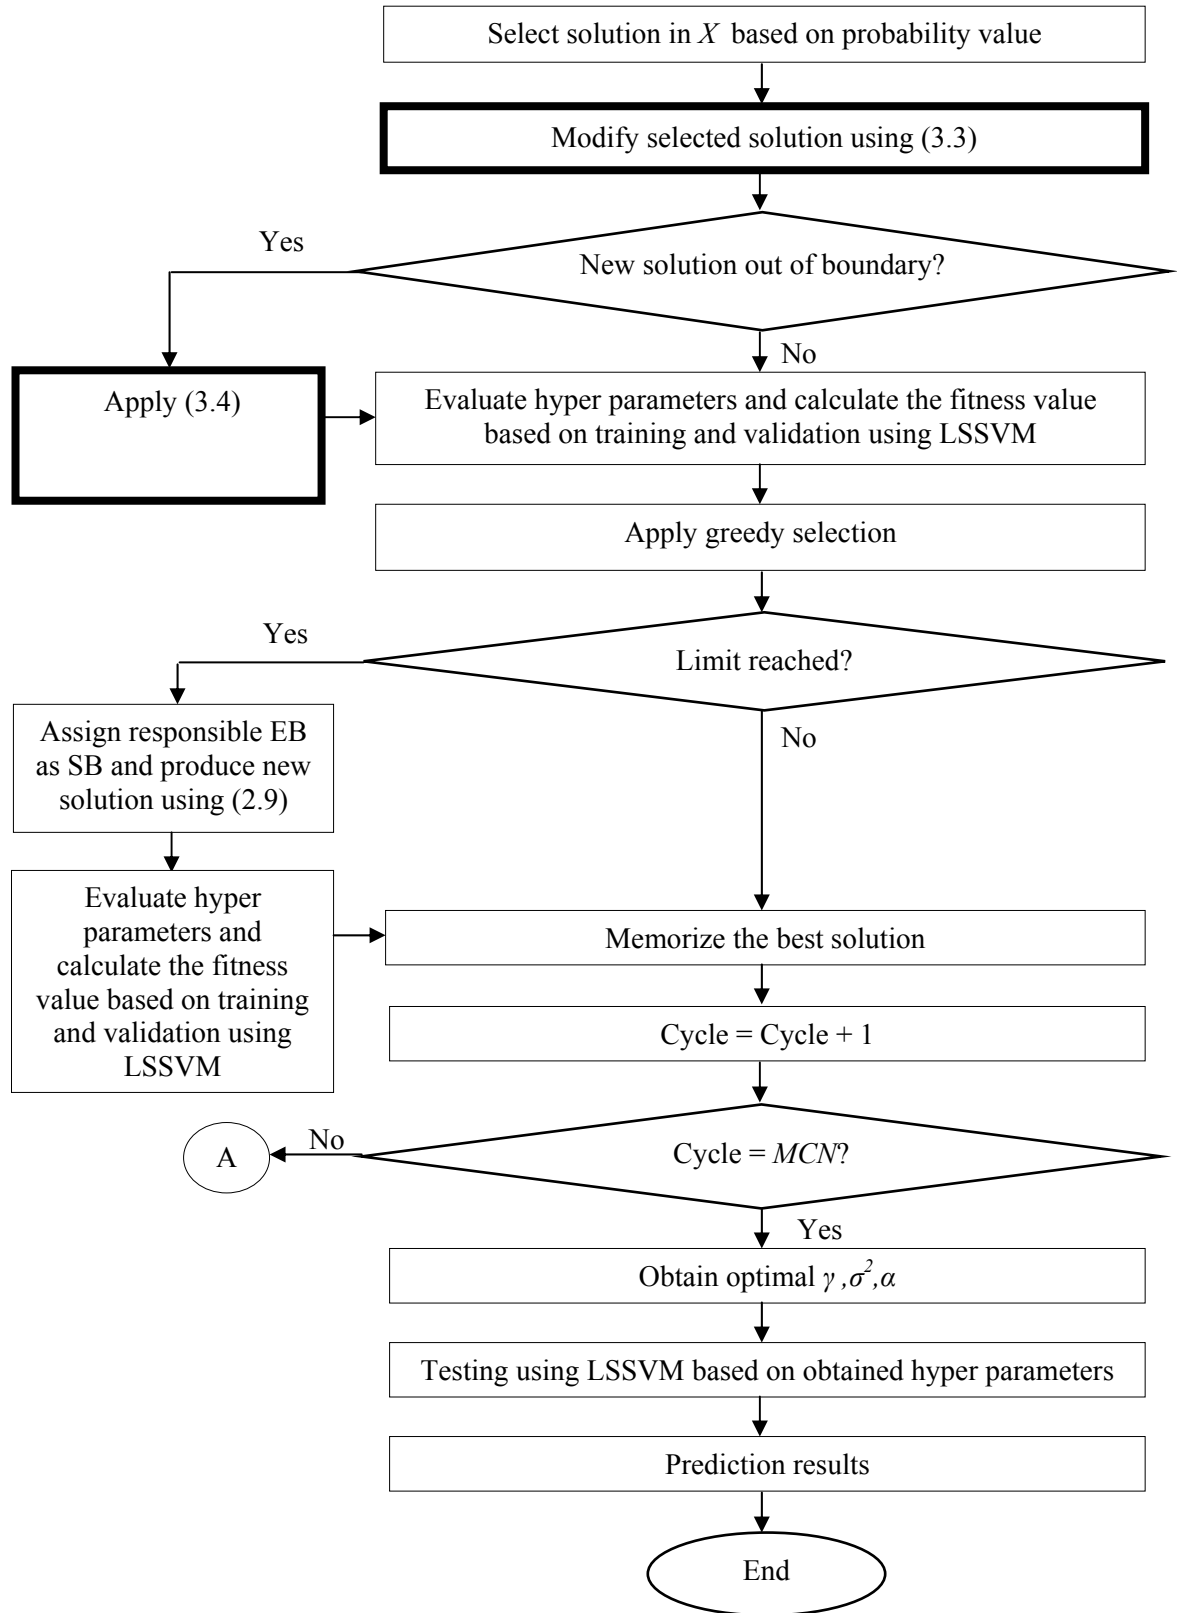 Select solution in X based on probability value
Modify selected solution using (3.3)
Yes
New solution out of boundary?
No
Apply (3.4)
Evaluate hyper parameters and calculate the fitness value
based on training and validation using LSSVM
Apply greedy selection
Yes
Limit reached?
No
Assign responsible EB
as SB and produce new
solution using (2.9)
Evaluate hyper
parameters and
calculate the fitness
value based on training
and validation using
LSSVM
Memorize the best solution
Cycle = Cycle + 1
A
No
Cycle = MCN?
Yes
Obtain optimal γ ,σ²,α
Testing using LSSVM based on obtained hyper parameters
Prediction results
End